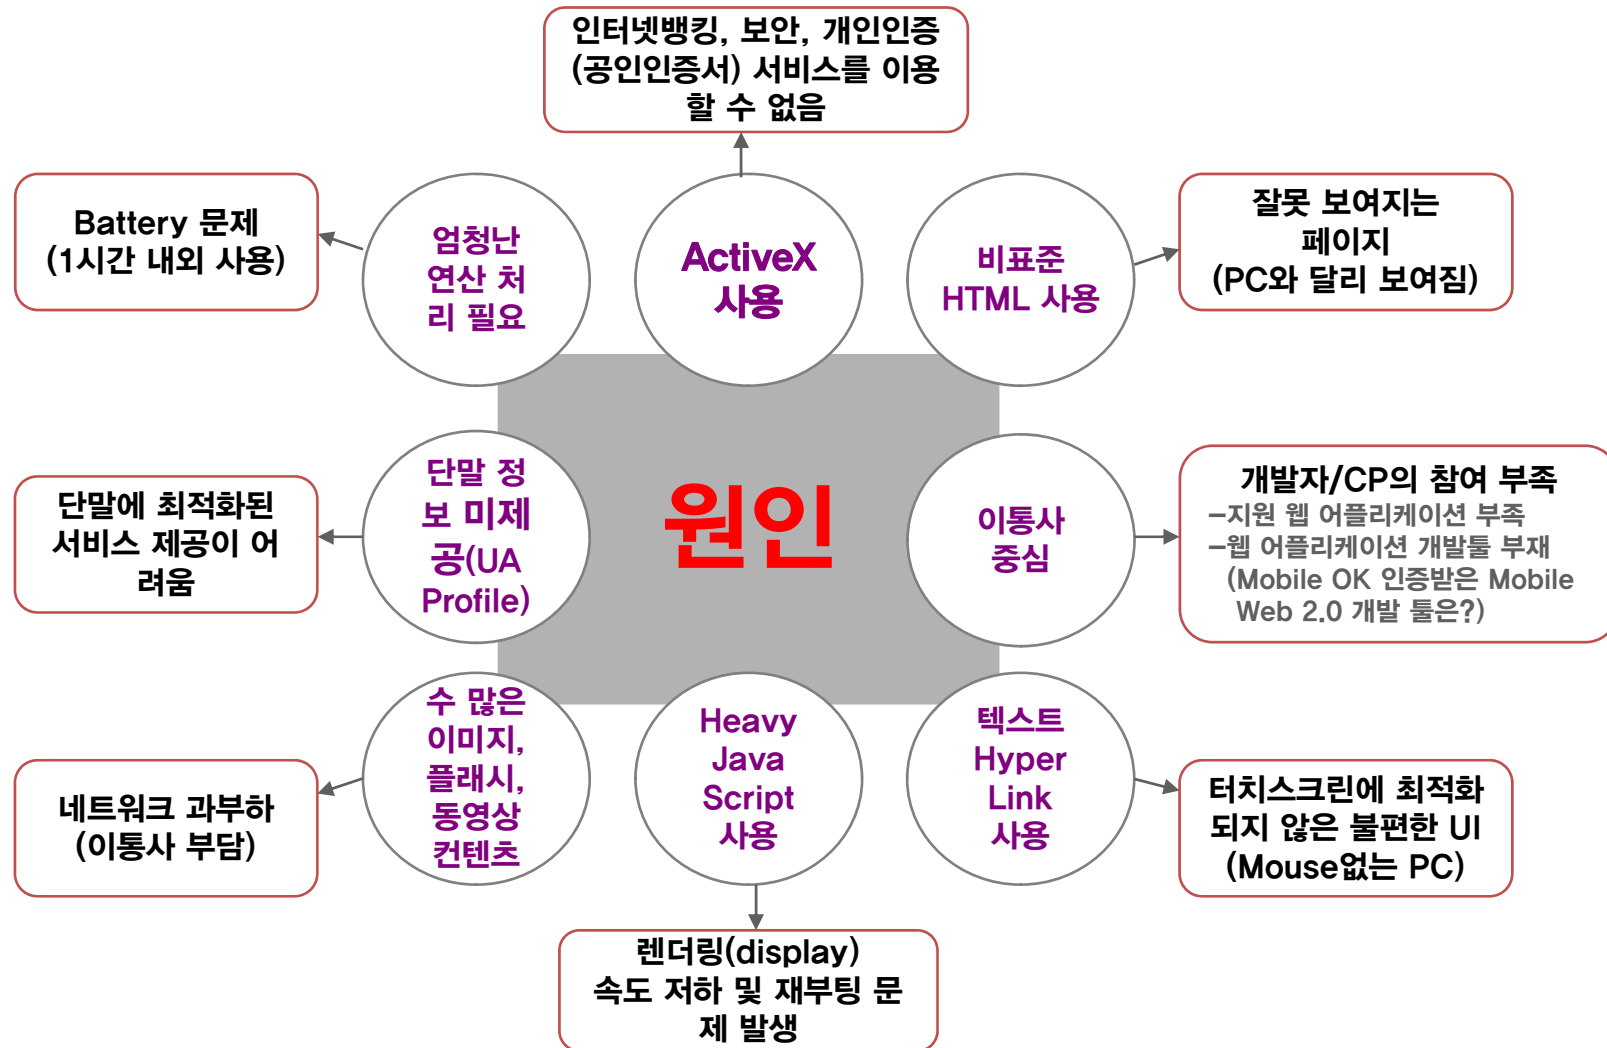 인터넷뱅킹, 보안, 개인인증
(공인인증서) 서비스를 이용
할 수 없음
Battery 문제
(1시간 내외 사용)
엄청난
연산 처
리 필요
ActiveX
사용
비표준
HTML 사용
잘못 보여지는
페이지
(PC와 달리 보여짐)
단말에 최적화된
서비스 제공이 어
려움
단말 정
보 미제
공(UA
Profile)
원인
이통사
중심
개발자/CP의 참여 부족
-지원 웹 어플리케이션 부족
-웹 어플리케이션 개발툴 부재
(Mobile OK 인증받은 Mobile
Web 2.0 개발 툴은?)
네트워크 과부하
(이통사 부담)
수 많은
이미지,
플래시,
동영상
컨텐츠
Heavy
Java
Script
사용
텍스트
Hyper
Link
사용
터치스크린에 최적화
되지 않은 불편한 UI
(Mouse없는 PC)
렌더링(display)
속도 저하 및 재부팅 문
제 발생